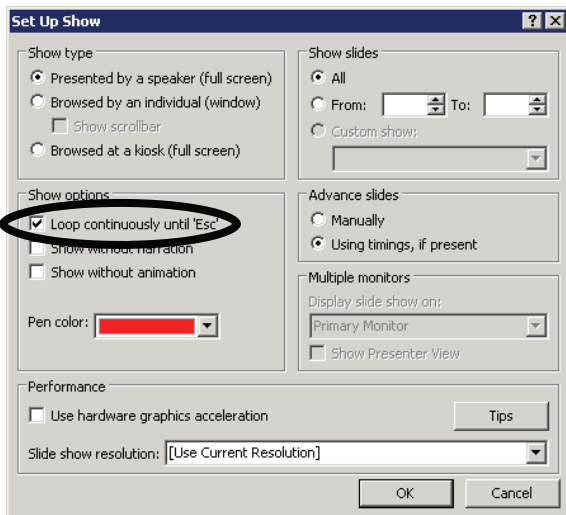 Set Up Show
Show type
Presented by a speaker (full screen)
Browsed by an individual (window)
Show scrollbar
Browsed at a kiosk (full screen)
Show slides
All
From: To:
Custom show:
Show options
Loop continuously until 'Esc'
Show without narration
Show without animation
Pen color:
Advance slides
Manually
Using timings, if present
Multiple monitors
Display slide show on:
Primary Monitor
Show Presenter View
Performance
Use hardware graphics acceleration
Tips
Slide show resolution: [Use Current Resolution]
OK Cancel